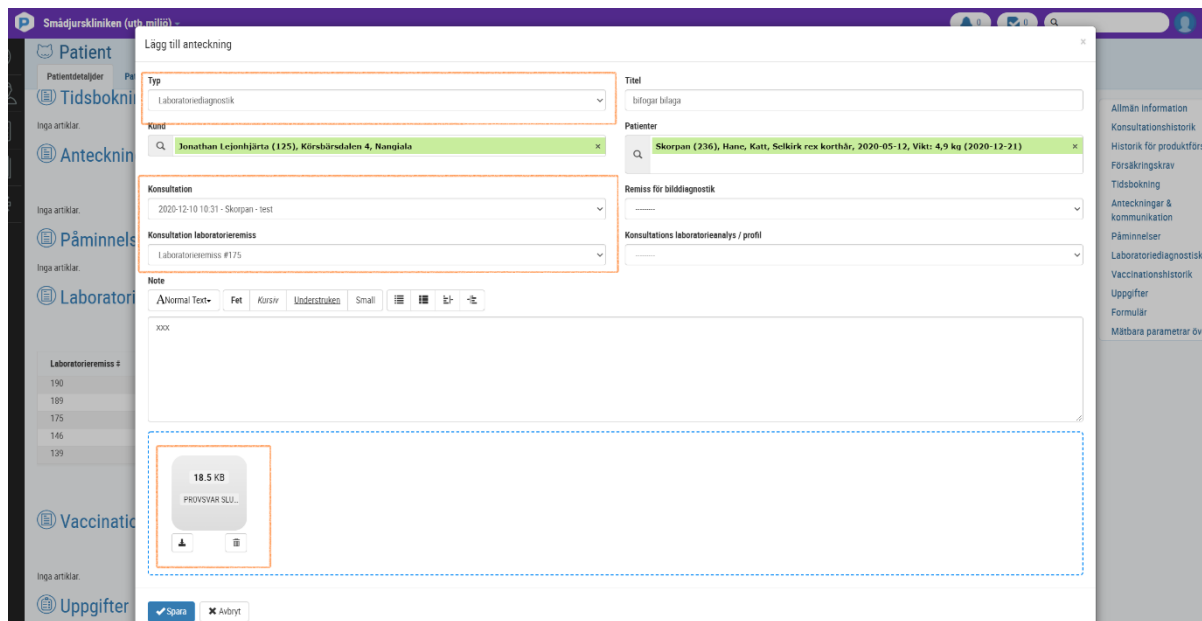 Smådjurskliniken (utb.miljö)
0
0
Patient
Lägg till anteckning
×
Patientdetaljer
Tidsbokni
Inga artiklar.
Antecknin
Inga artiklar.
Påminnels
Inga artiklar.
Laboratori
Laboratorieremiss
190
189
175
146
139
Vaccinatio
Inga artiklar.
Uppgifter
Typ
Titel
Laboratoriediagnostik
bifogar bilaga
Kund
Patienter
Jonathan Lejonhjärta (125), Körsbärsdalen 4, Nangiala ×
Skorpan (236), Hane, Katt, Selkirk rex korthår, 2020-05-12, Vikt: 4,9 kg (2020-12-21) ×
Konsultation
Remiss för bilddiagnostik
2020-12-10 10:31 - Skorpan - test
-------
Konsultation laboratorieremiss
Konsultations laboratorieanalys / profil
Laboratorieremiss #175
-------
Note
ANormal Text Fet Kursiv Understruken Small
xxx
18.5 KB
PROVSVAR SLU...
Spara Avbryt
Allmän information
Konsultationshistorik
Historik för produktförs
Försäkringskrav
Tidsbokning
Anteckningar &
kommunikation
Påminnelser
Laboratoriediagnostisk
Vaccinationshistorik
Uppgifter
Formulär
Mätbara parametrar öv